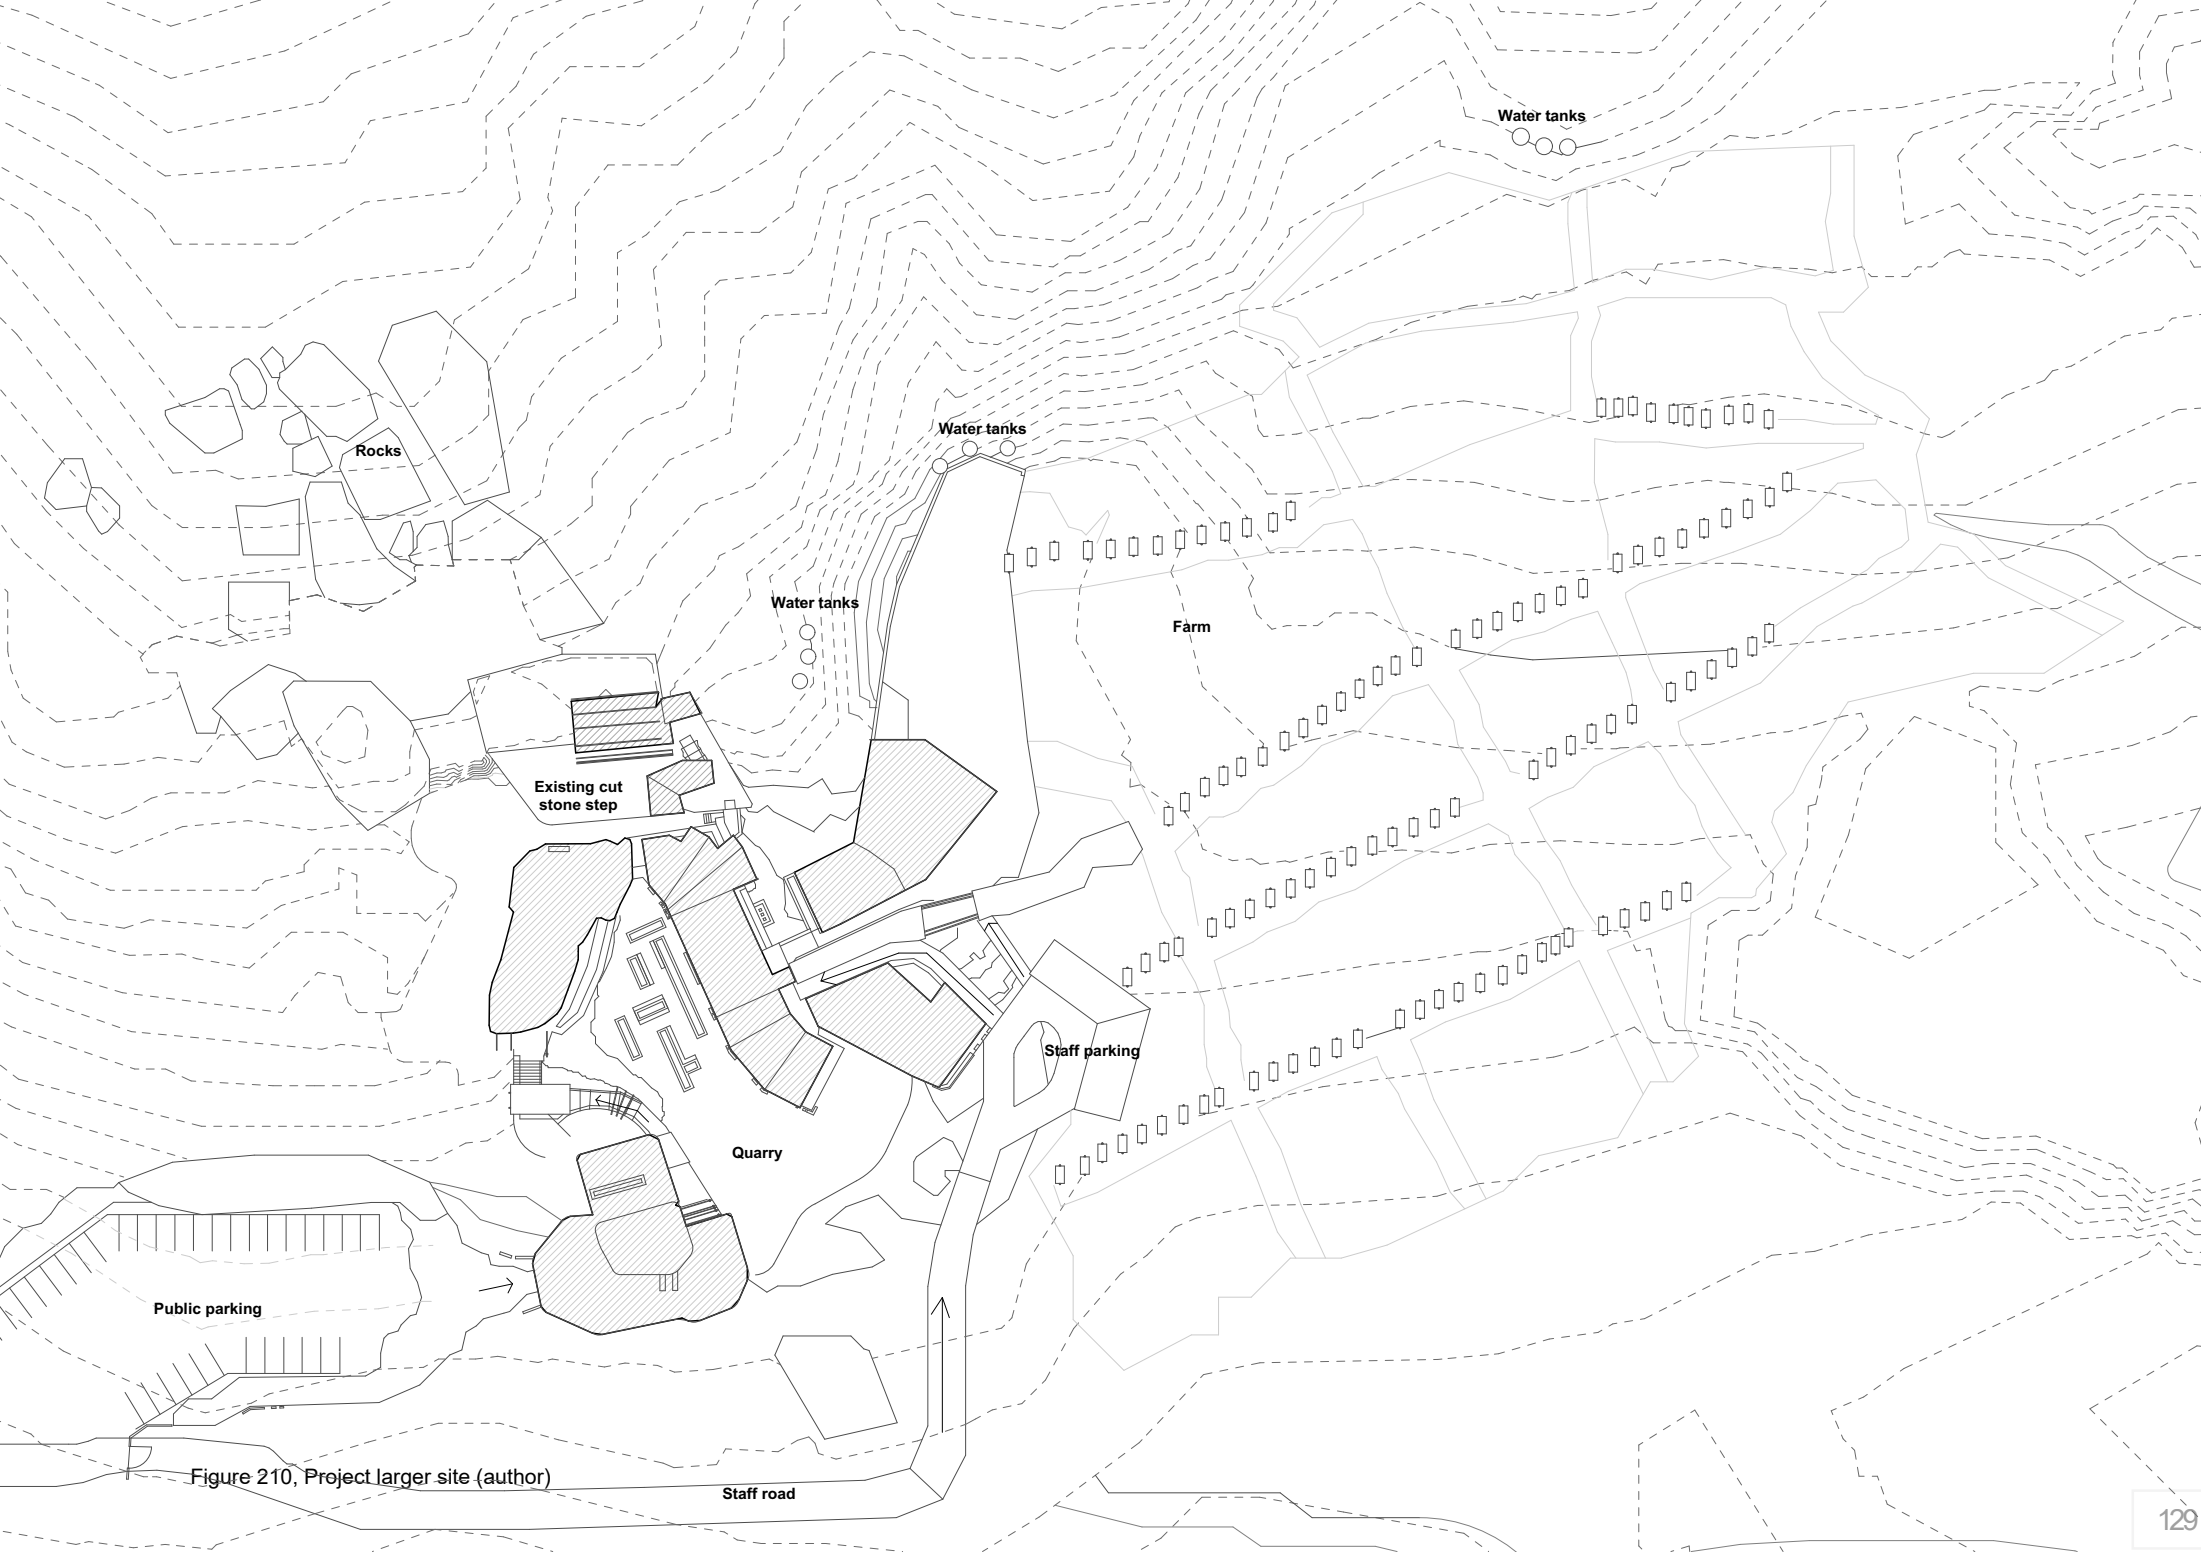 Water tanks
Water tanks
Rocks
Water tanks
Farm
Existing cut
stone step
Staff parking
Quarry
Public parking
Figure 210, Project larger site (author)
Staff road
129